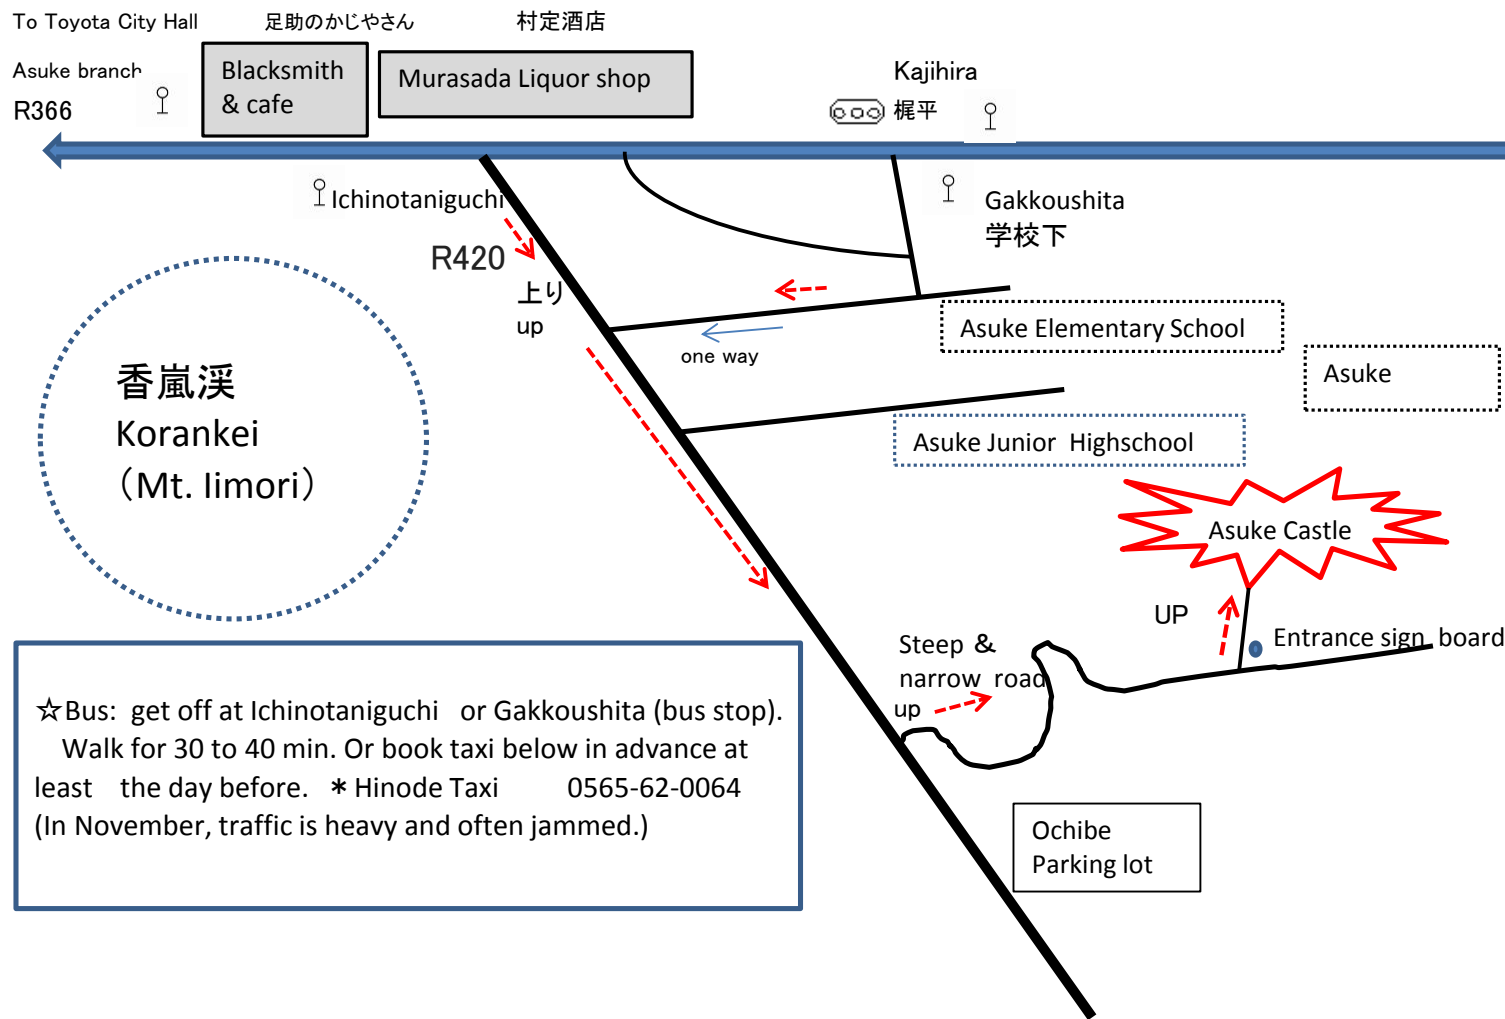 To Toyota City Hall
足助のかじやさん
村定酒店
Asuke branch
R366
Blacksmith
& cafe
Murasada Liquor shop
Kajihira
梶平
Ichinotaniguchi
Gakkoushita
学校下
R420
上り
up
one way
Asuke Elementary School
Asuke
Asuke Junior Highschool
香嵐渓
Korankei
（Mt. Iimori）
Asuke Castle
UP
Entrance sign board
Steep &
narrow road
up
☆Bus: get off at Ichinotaniguchi or Gakkoushita (bus stop).
Walk for 30 to 40 min. Or book taxi below in advance at
least the day before. ＊Hinode Taxi 0565-62-0064
(In November, traffic is heavy and often jammed.)
Ochibe
Parking lot